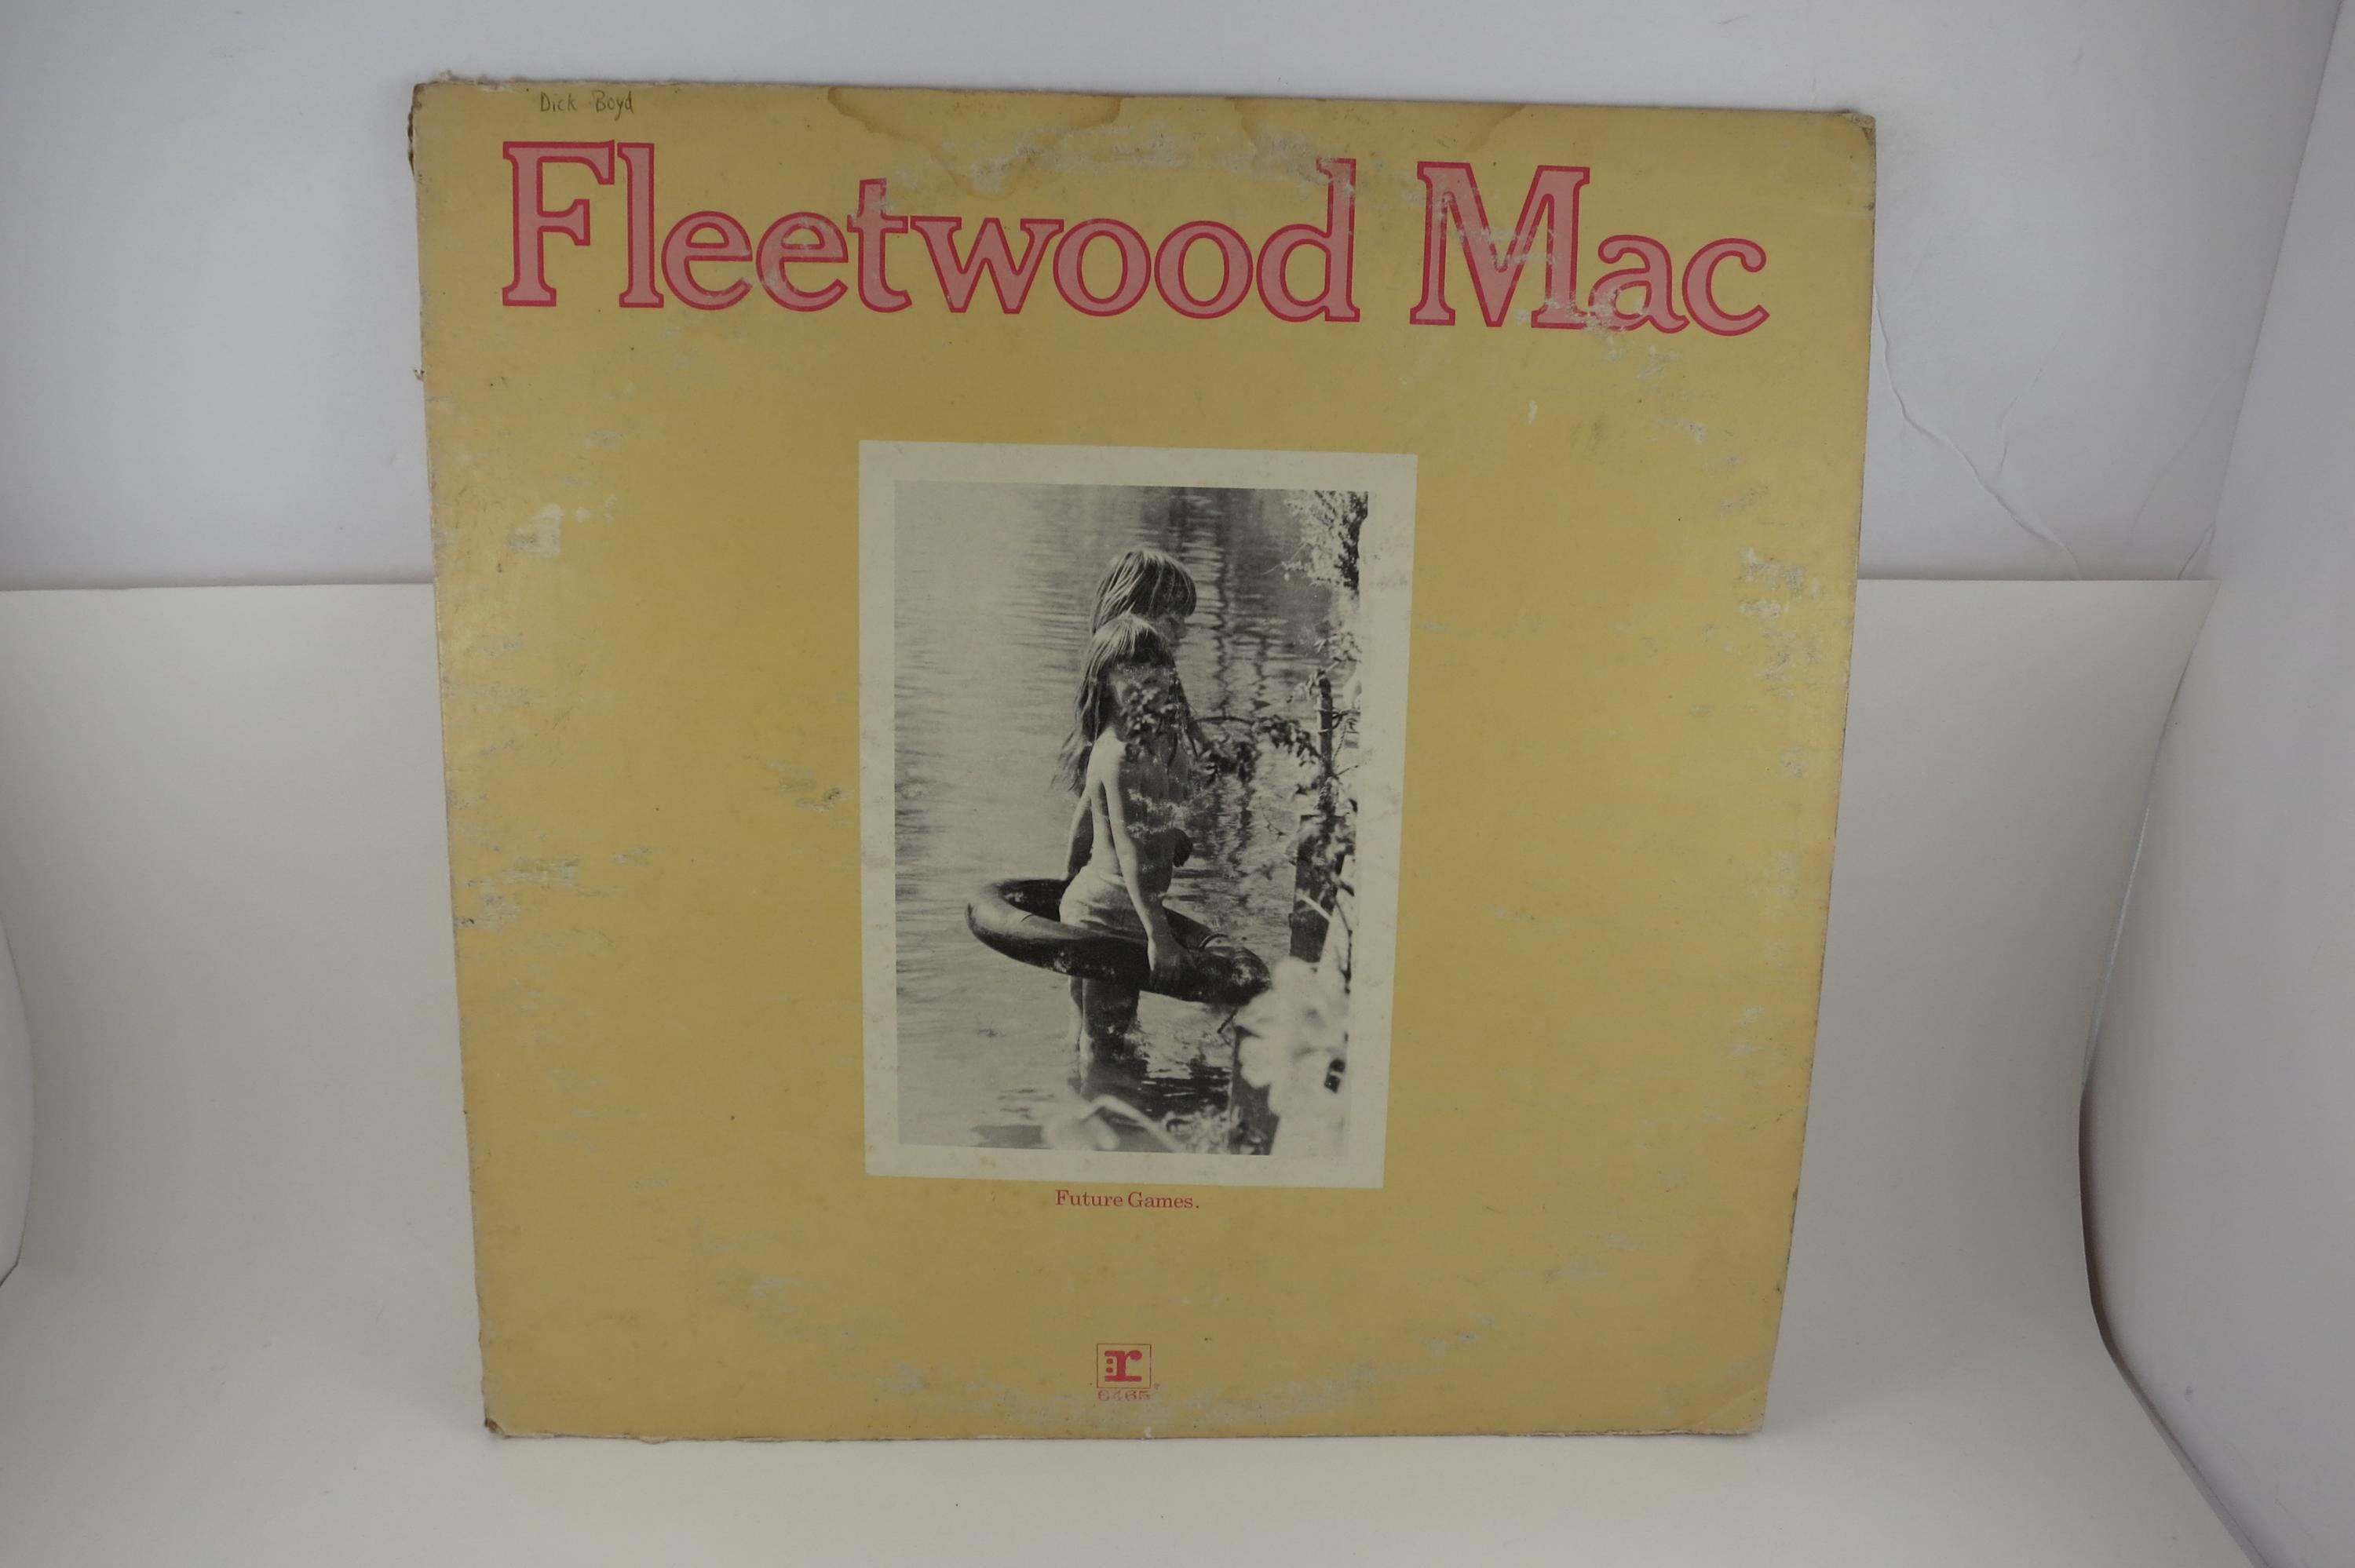 Dick Boyd
Fleetwood Mac
Future Games.
r
6465